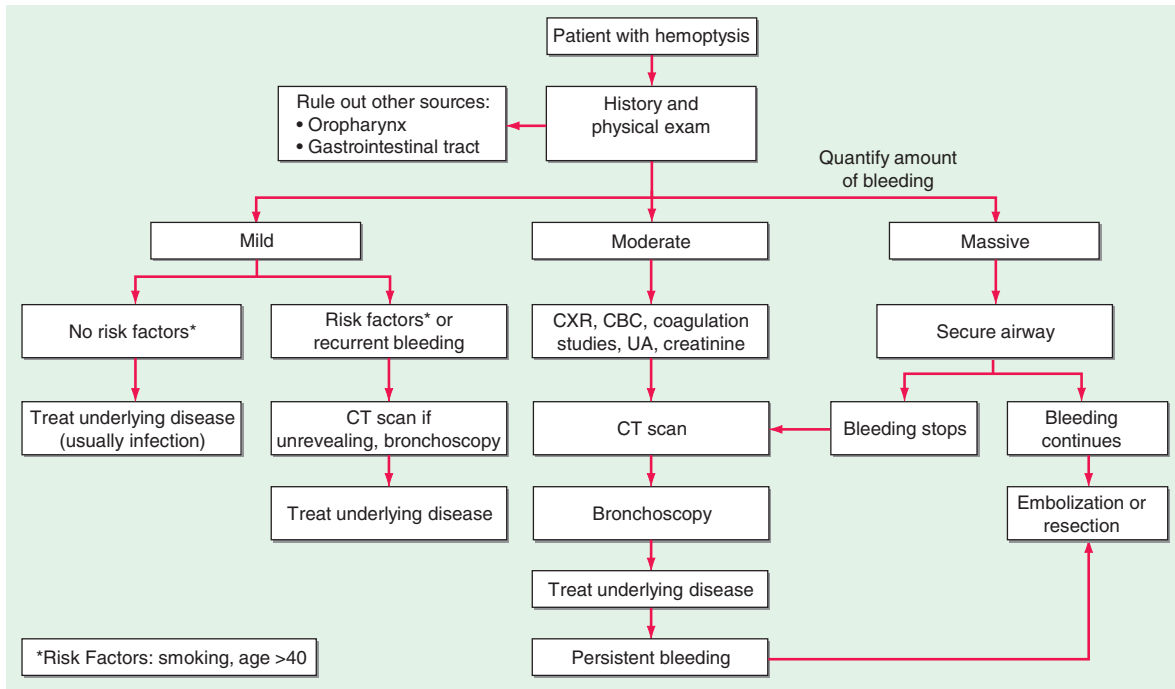 Patient with hemoptysis
Rule out other sources:
• Oropharynx
• Gastrointestinal tract
History and
physical exam
Quantify amount
of bleeding
Mild
Moderate
Massive
No risk factors*
Risk factors* or
recurrent bleeding
CXR, CBC, coagulation
studies, UA, creatinine
Secure airway
Treat underlying disease
(usually infection)
CT scan if
unrevealing, bronchoscopy
CT scan
Bleeding stops
Bleeding
continues
Treat underlying disease
Bronchoscopy
Embolization or
resection
Treat underlying disease
Persistent bleeding
*Risk Factors: smoking, age >40